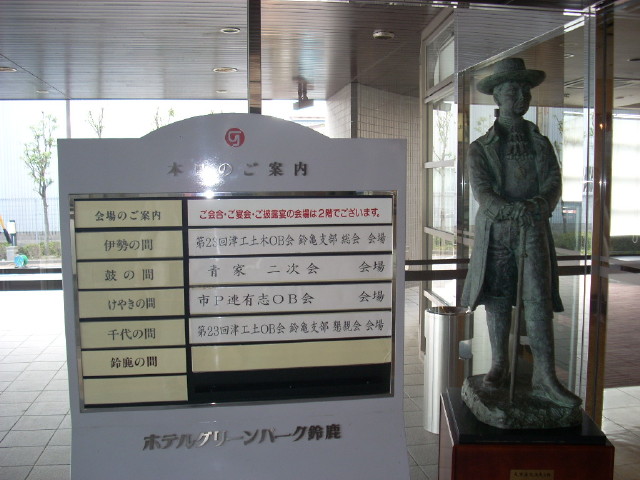 本日のご案内
会場のご案内 ご会合・ご宴会・ご披露宴の会場は2階でございます。
伊勢の間 第23回津工土木OB会 鈴亀支部 総会 会場
鼓の間 音家 二次会 会場
けやきの間 市P連有志OB会 会場
千代の間 第23回津工土OB会 鈴亀支部 懇親会 会場
鈴鹿の間
ホテルグリーンパーク鈴鹿